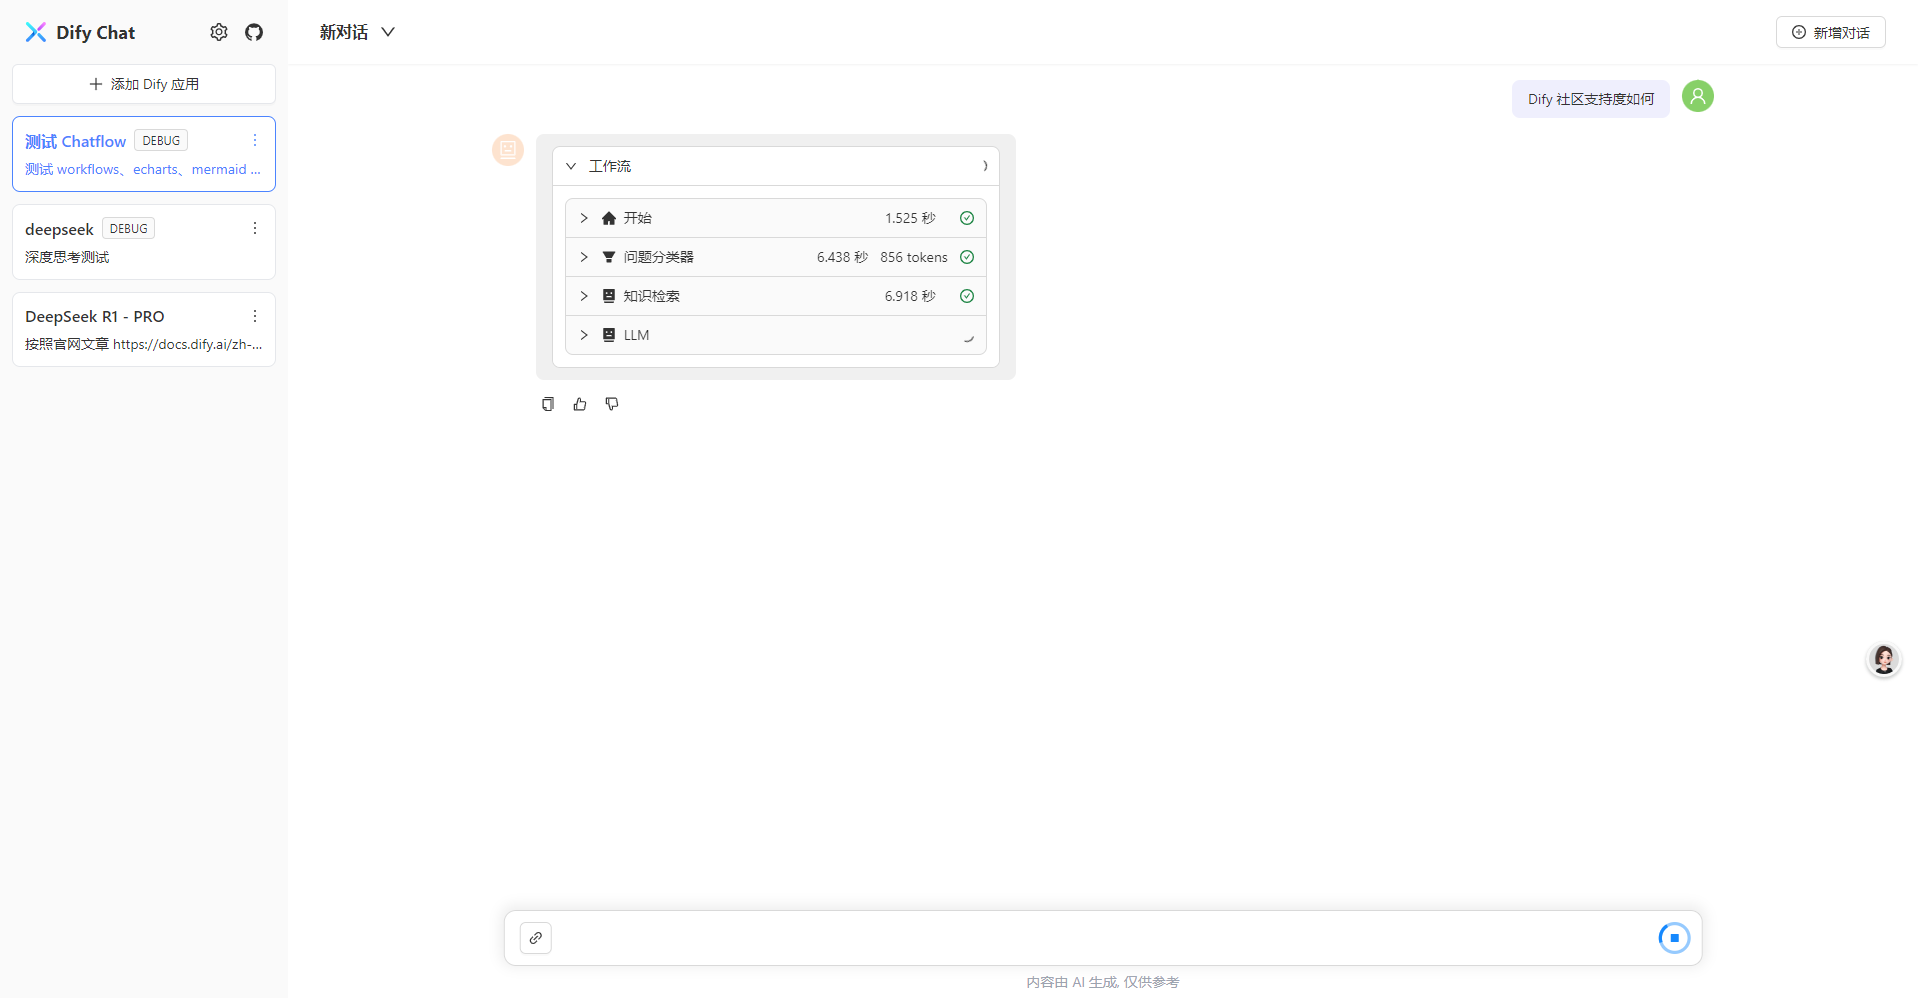 Dify Chat
添加 Dify 应用
测试 Chatflow DEBUG
测试 workflows、echarts、mermaid ...
deepseek DEBUG
深度思考测试
DeepSeek R1 - PRO
按照官网文章 https://docs.dify.ai/zh-...
新对话
新增对话
Dify 社区支持度如何
工作流
开始 1.525 秒
问题分类器 6.438 秒 856 tokens
知识检索 6.918 秒
LLM
内容由 AI 生成, 仅供参考